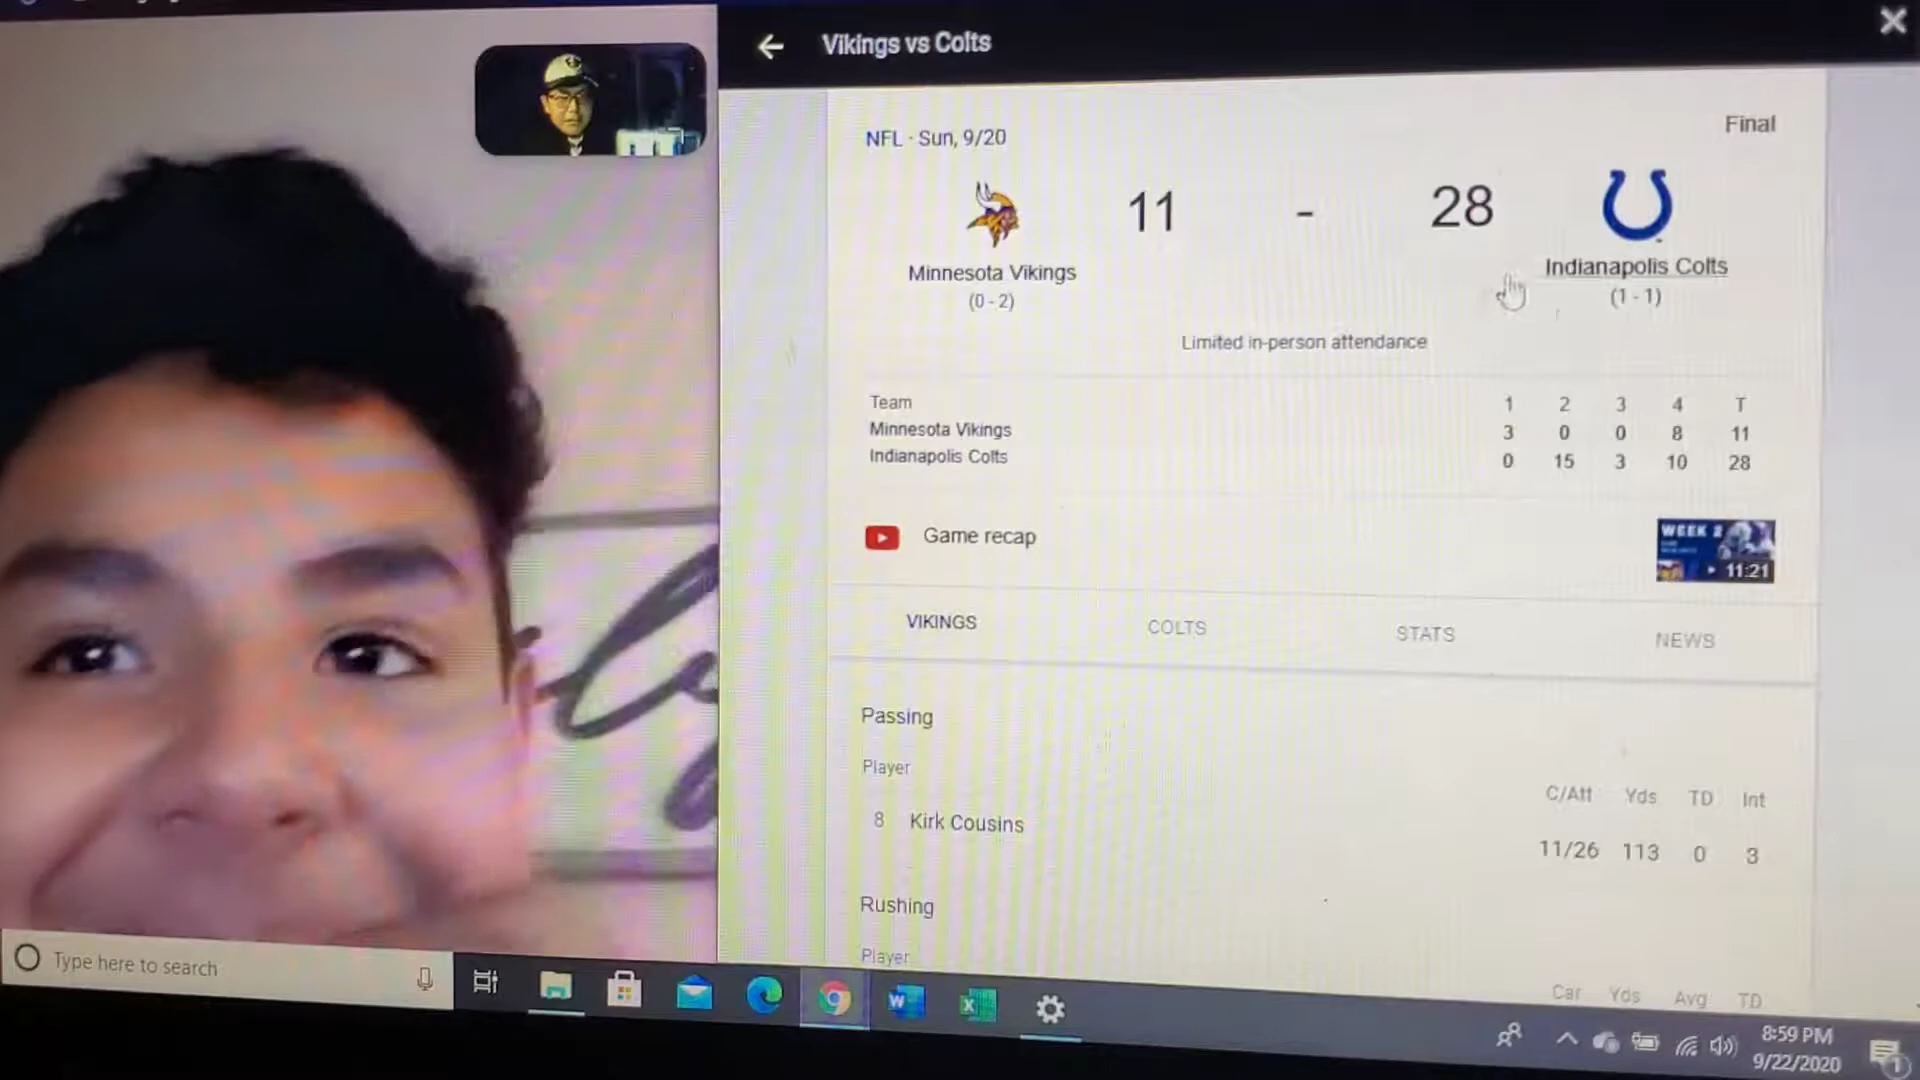 Vikings vs Colts
NFL · Sun, 9/20
Final
11 - 28
Minnesota Vikings
(0 - 2)
Indianapolis Colts
(1 - 1)
Limited in-person attendance
Team 1 2 3 4 T
Minnesota Vikings 3 0 0 8 11
Indianapolis Colts 0 15 3 10 28
Game recap
WEEK 2
11:21
VIKINGS COLTS STATS NEWS
Passing
Player C/Att Yds TD Int
8 Kirk Cousins 11/26 113 0 3
Rushing
Player
Car Yds Avg TD
Type here to search
8:59 PM
9/22/2020
1